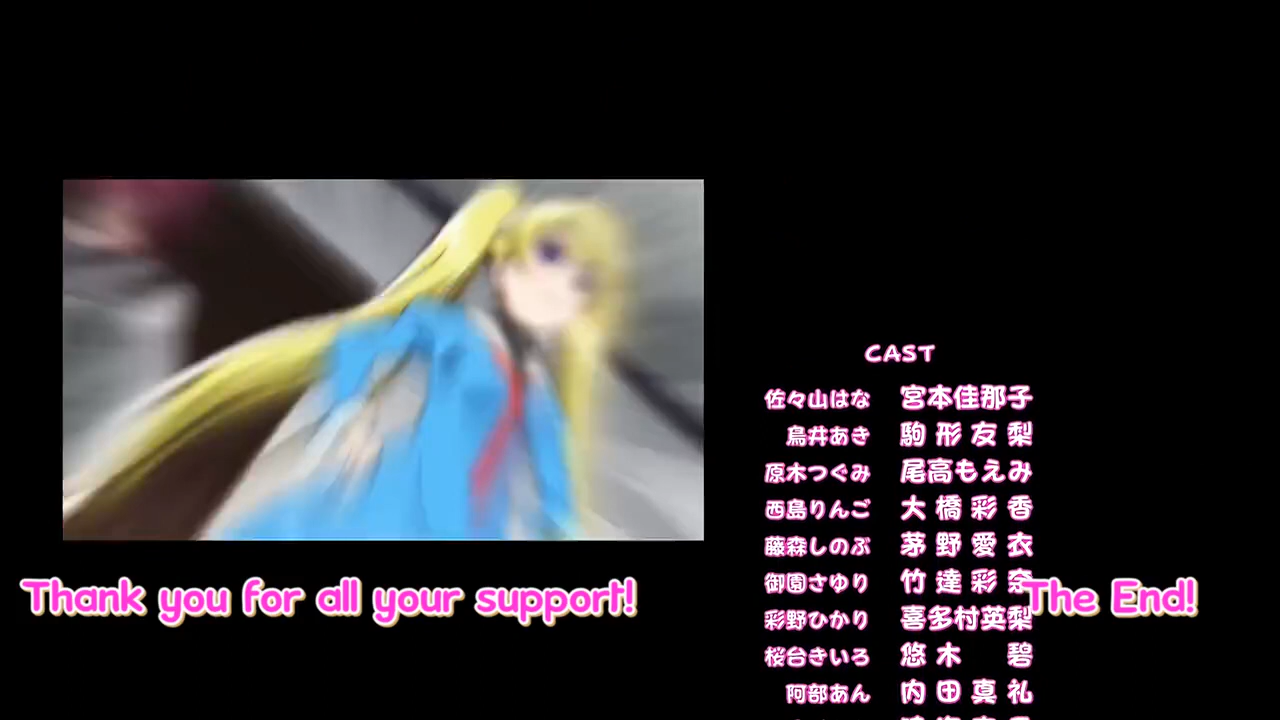 CAST
佐々山はな 宮本佳那子
鳥井あき 駒形友梨
原木つぐみ 尾高もえみ
西島りんご 大橋彩香
藤森しのぶ 茅野愛衣
御園さゆり 竹達彩奈
Thank you for all your support! The End!
彩野ひかり 喜多村英梨
桜台きいろ 悠木 碧
阿部あん 内田真礼